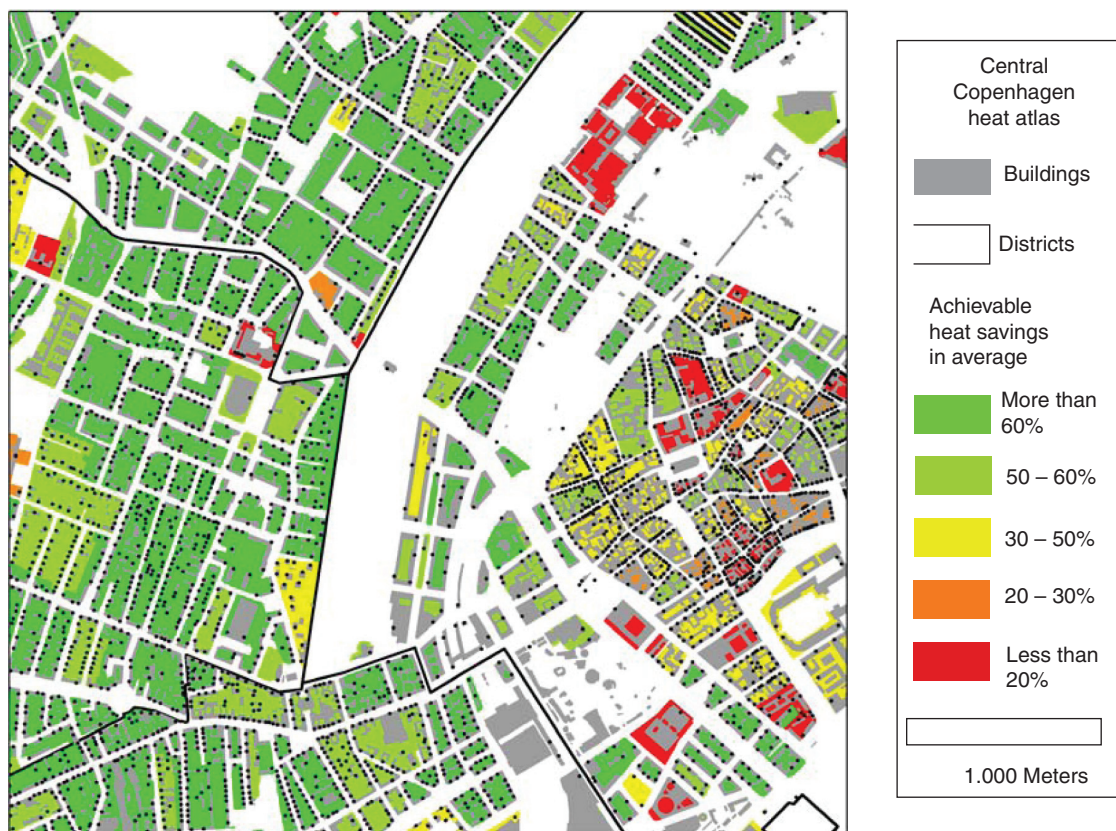 Central
Copenhagen
heat atlas
Buildings
Districts
Achievable
heat savings
in average
More than
60%
50 – 60%
30 – 50%
20 – 30%
Less than
20%
1.000 Meters